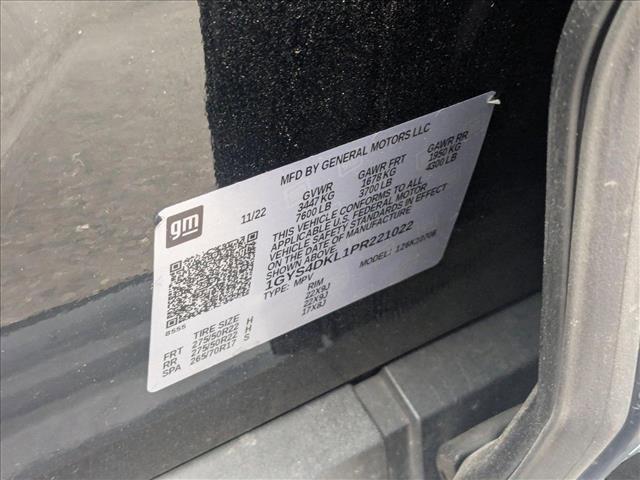 MFD BY GENERAL MOTORS LLC
gm
11/22
GVWR GAWR FRT GAWR RR
3447 KG 1678 KG 1950 KG
7600 LB 3700 LB 4300 LB
THIS VEHICLE CONFORMS TO ALL
APPLICABLE U.S. FEDERAL MOTOR
VEHICLE SAFETY STANDARDS IN EFFECT
ON THE DATE OF MANUFACTURE
SHOWN ABOVE.
1GYS4DKL1PR221022
TYPE: MPV MODEL:
8555
TIRE SIZE RIM
FRT 275/50R22 H 22X9J
RR 275/50R22 H 22X9J
SPA 265/70R17 S 17X8J